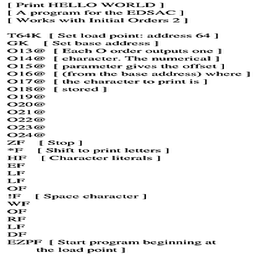 [ Print HELLO WORLD ]
[ A program for the EDSAC ]
[ Works with Initial Orders 2 ]
T64K [ Set load point: address 64 ]
GK [ Set base address ]
O13@ [ Each O order outputs one ]
O14@ [ character. The numerical ]
O15@ [ parameter gives the offset ]
O16@ [ (from the base address) where ]
O17@ [ the character to print is ]
O18@ [ stored ]
O19@
O20@
O21@
O22@
O23@
O24@
ZF [ Stop ]
*F [ Shift to print letters ]
HF [ Character literals ]
EF
LF
LF
OF
!F [ Space character ]
WF
OF
RF
LF
DF
EZPF [ Start program beginning at
the load point ]